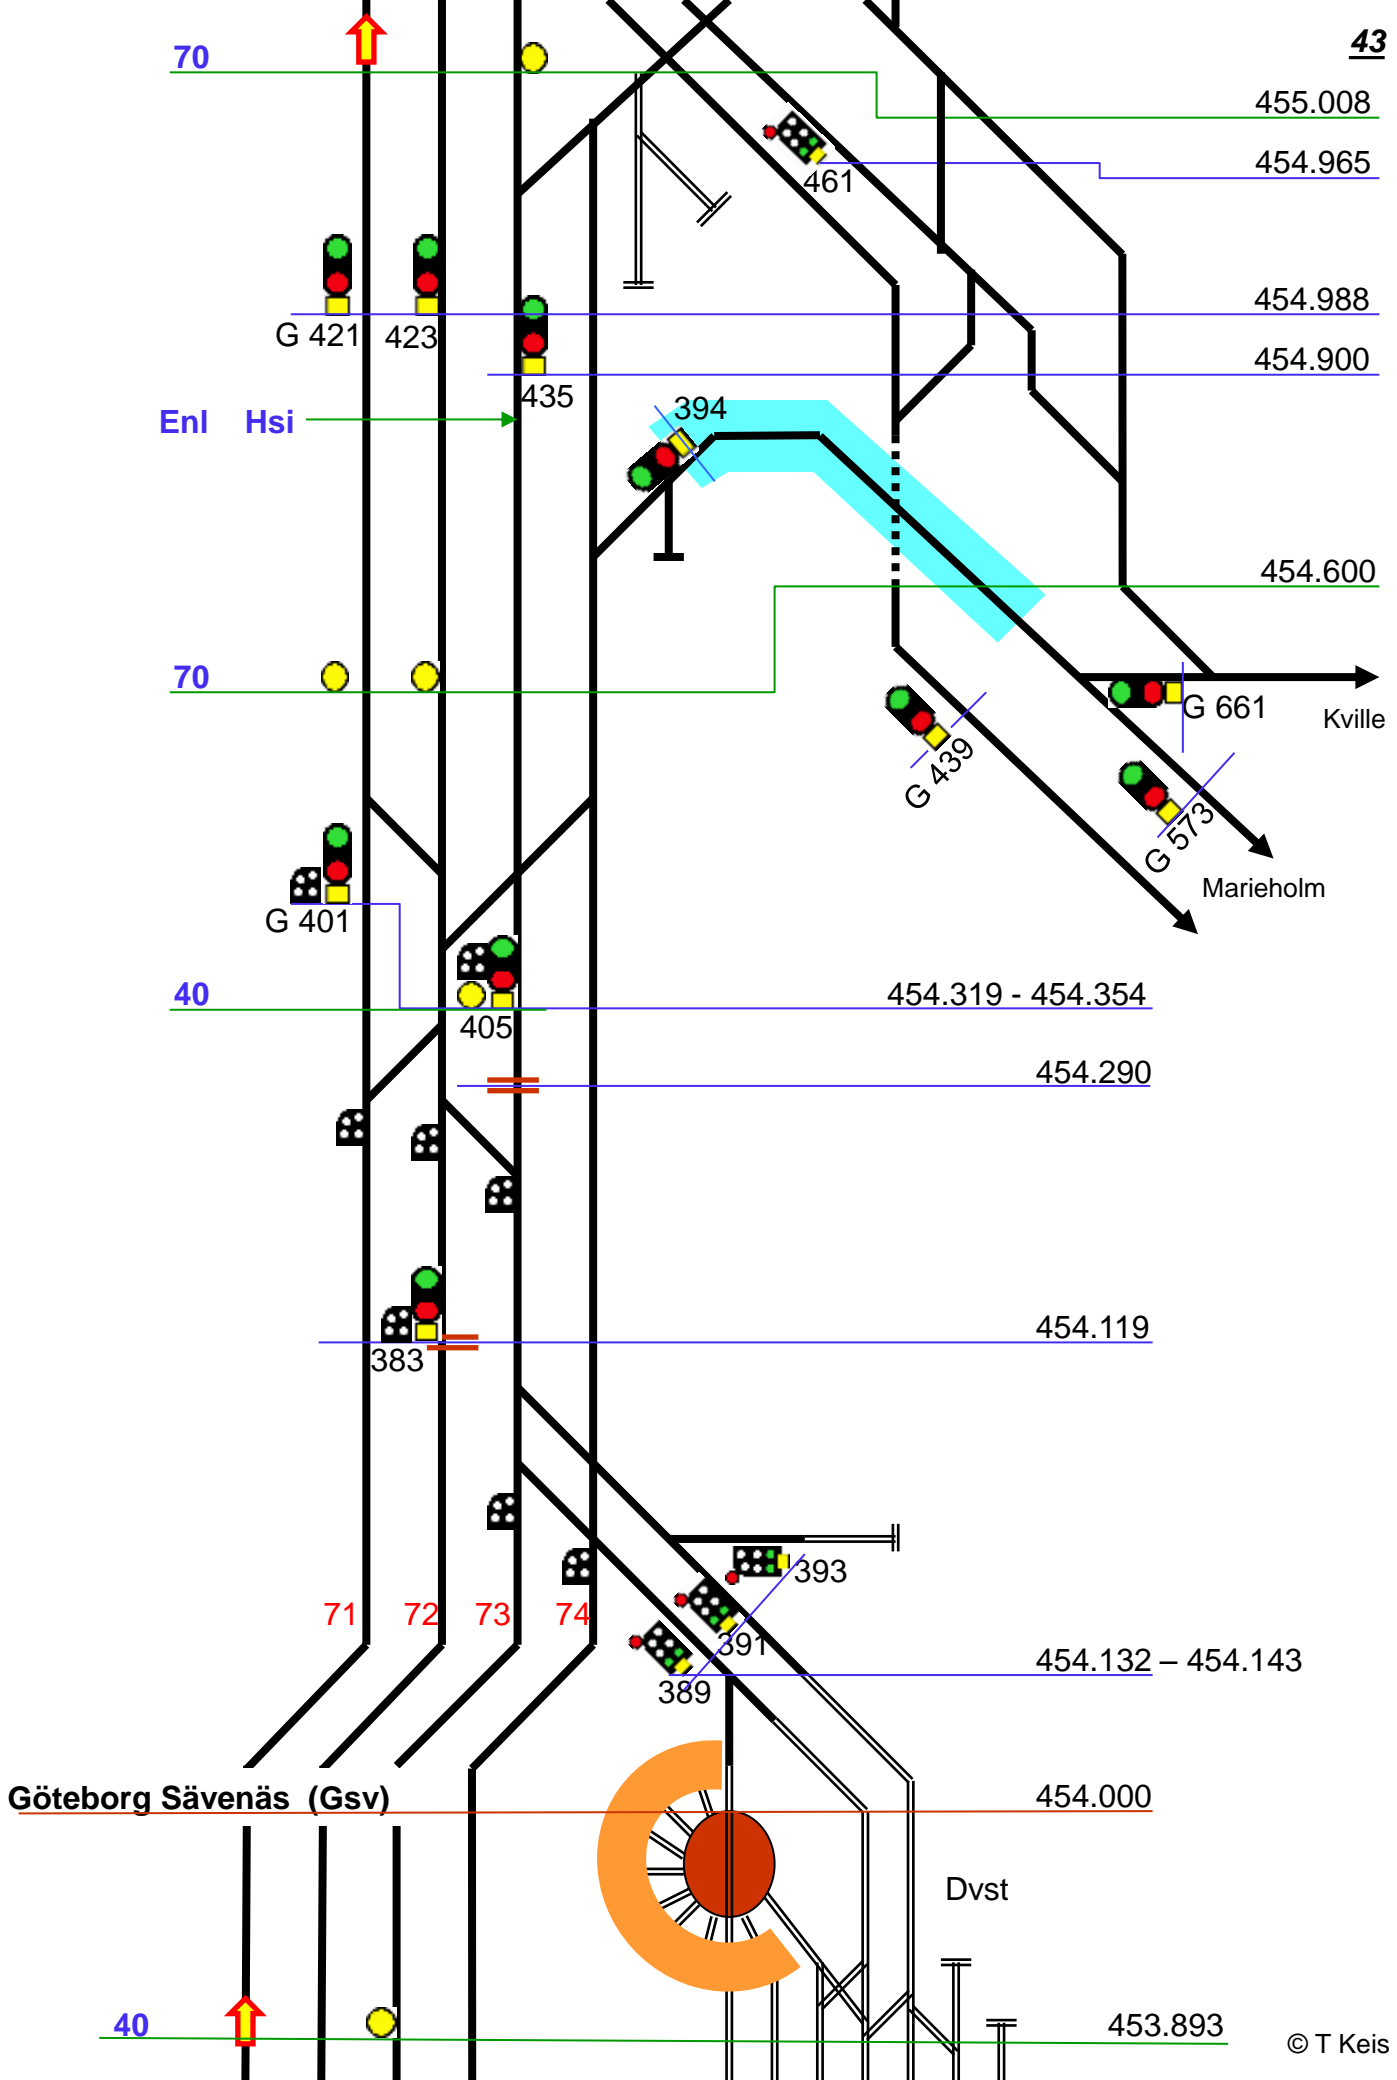 43
70
455.008
454.965
461
454.988
G 421
423
454.900
435
394
Enl Hsi
454.600
70
G 661
Kville
G 439
G 573
Marieholm
G 401
40
454.319 - 454.354
405
454.290
454.119
383
393
71
72
73
74
391
454.132 – 454.143
389
Göteborg Sävenäs (Gsv)
454.000
Dvst
40
453.893
© T Keis